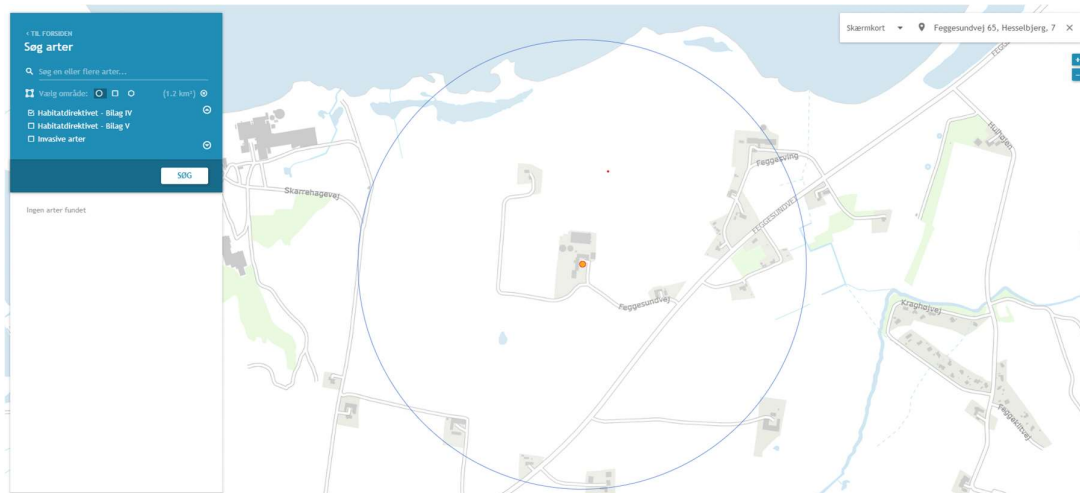 ‹ TIL FORSIDEN
Søg arter
Søg en eller flere arter...
Vælg område:
(1.2 km²)
Habitatdirektivet - Bilag IV
Habitatdirektivet - Bilag V
Invasive arter
SØG
Ingen arter fundet
Skærmkort
Feggesundvej 65, Hesselbjerg, 7
Skarrehagevej
Feggesving
FEGGESUNDVEJ
Feggesundvej
Kraghøjvej
Feggeklitvej